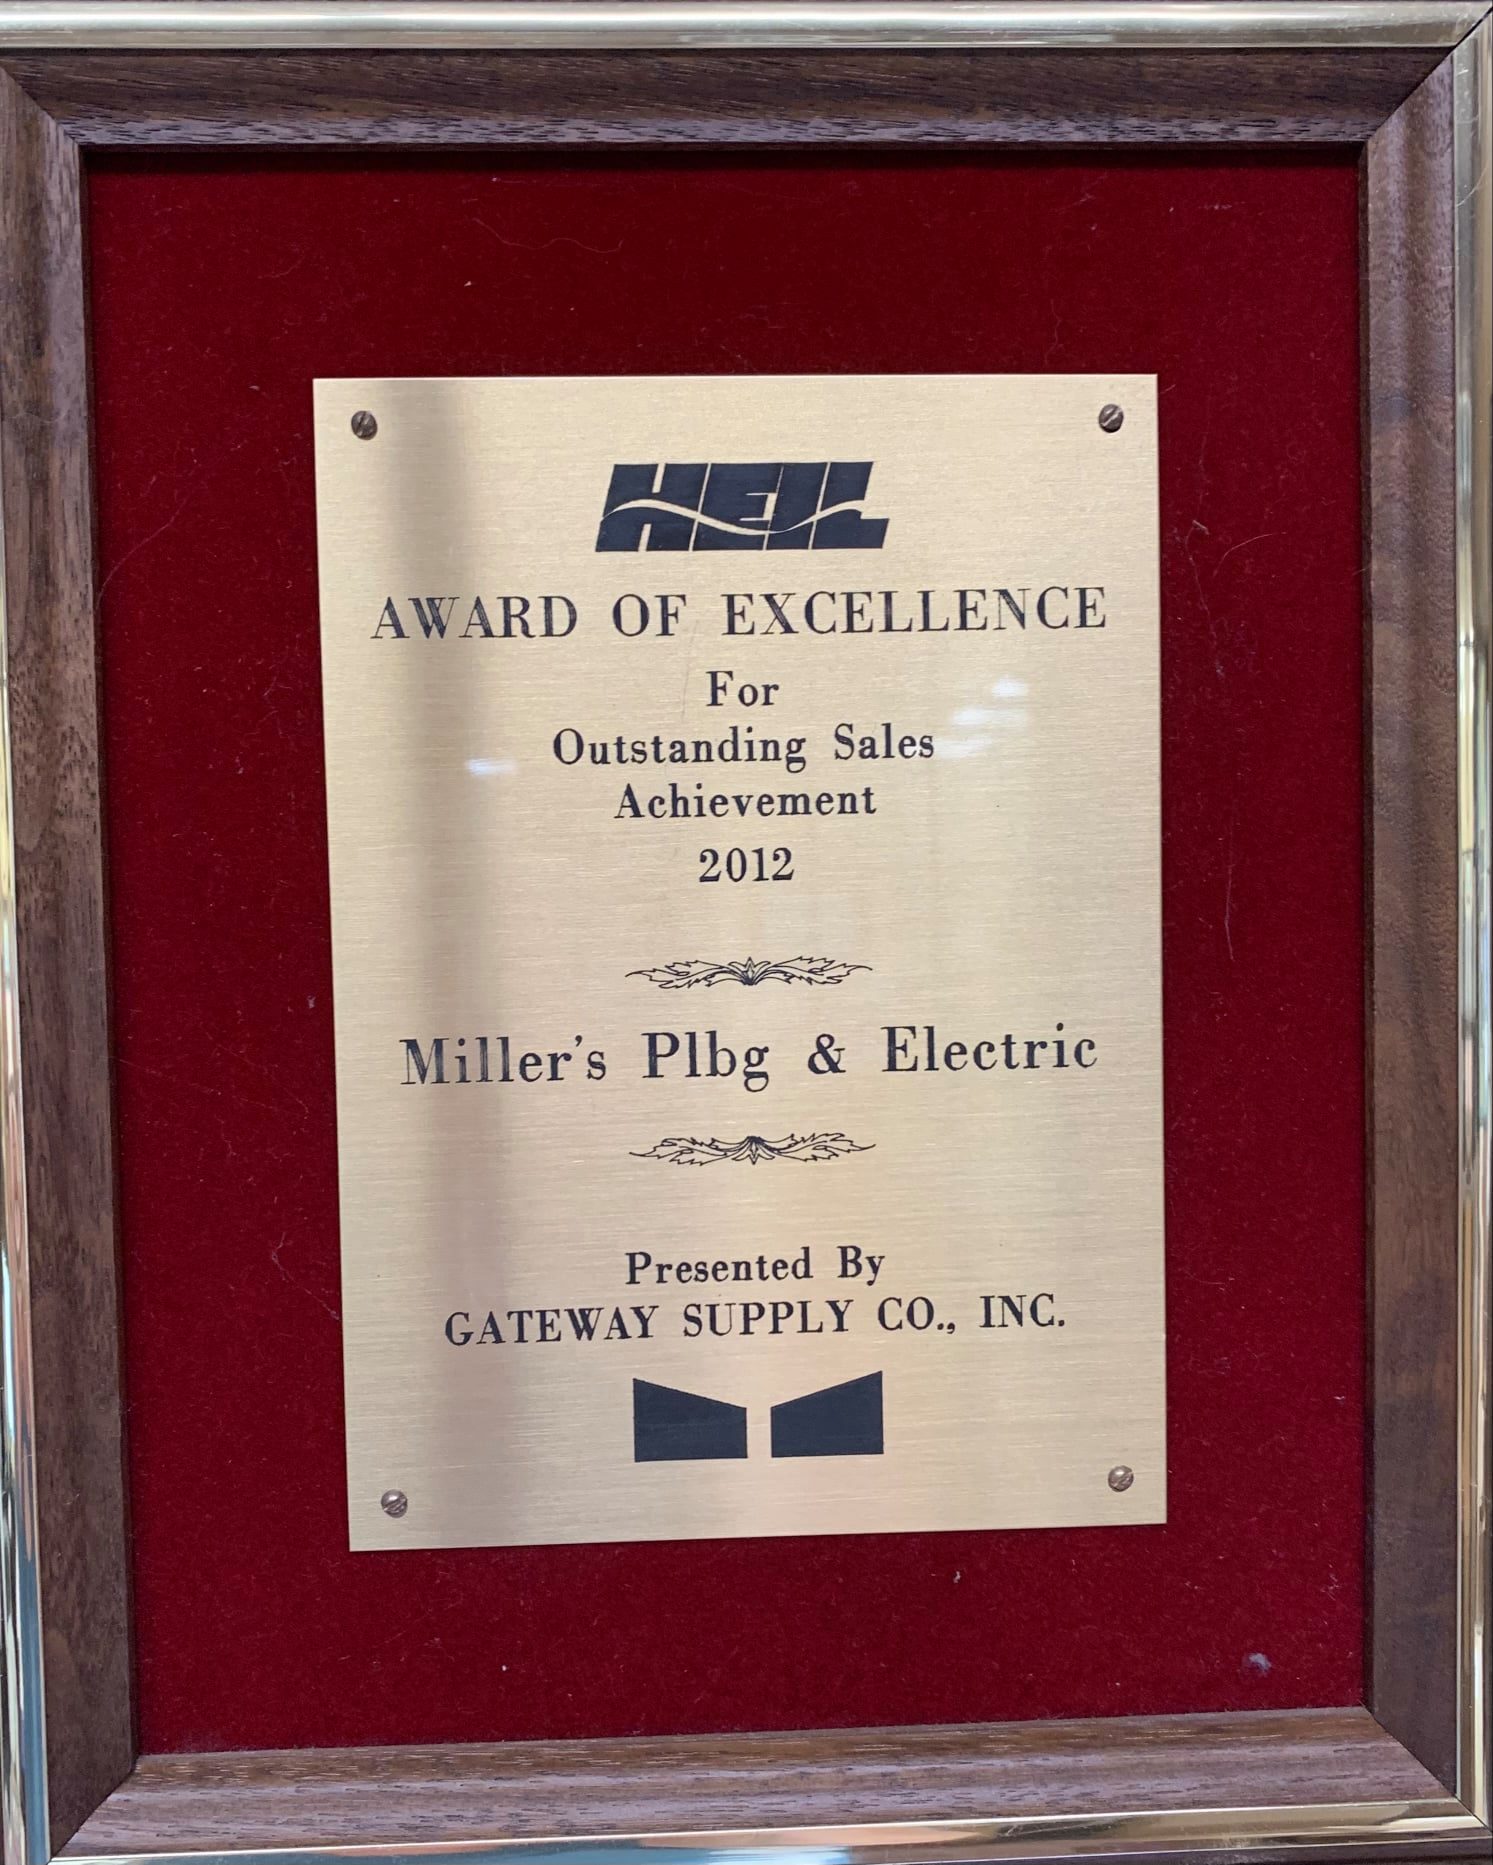 HEIL
AWARD OF EXCELLENCE
For
Outstanding Sales
Achievement
2012
Miller's Plbg & Electric
Presented By
GATEWAY SUPPLY CO., INC.